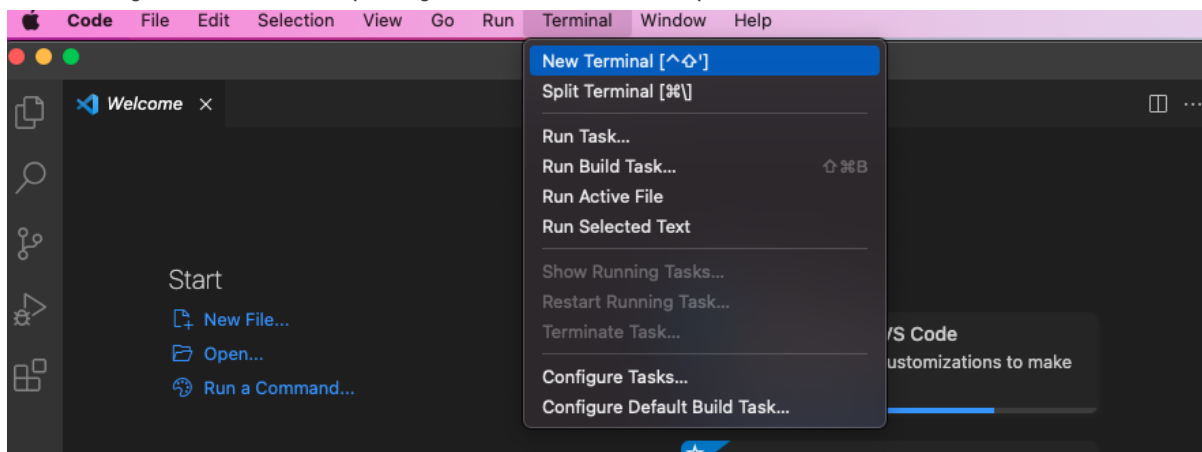 Code File Edit Selection View Go Run Terminal Window Help
New Terminal [^⇧']
Split Terminal [⌘\]
Welcome ×
Run Task...
Run Build Task... ⇧⌘B
Run Active File
Run Selected Text
Show Running Tasks...
Restart Running Task...
Terminate Task...
Configure Tasks...
Configure Default Build Task...
Start
New File...
Open...
Run a Command...
VS Code
ustomizations to make